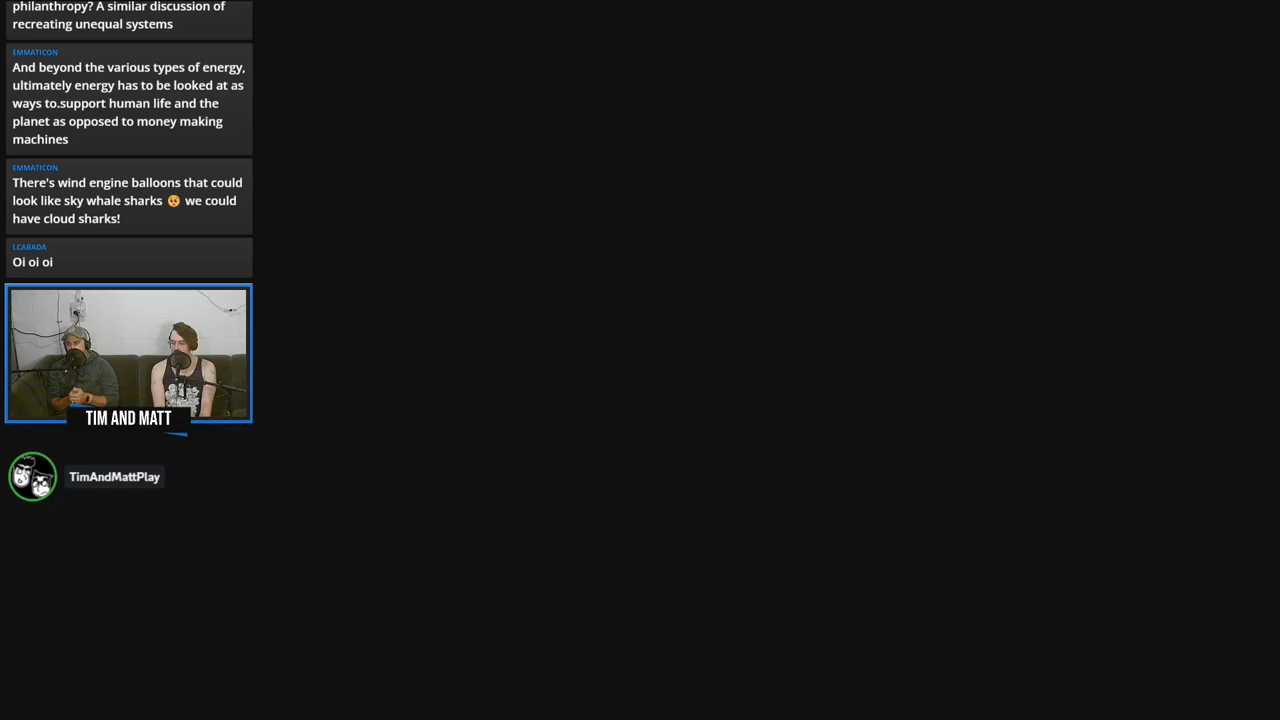 philanthropy? A similar discussion of
recreating unequal systems
EMMATICON
And beyond the various types of energy,
ultimately energy has to be looked at as
ways to.support human life and the
planet as opposed to money making
machines
EMMATICON
There's wind engine balloons that could
look like sky whale sharks 🥺 we could
have cloud sharks!
LCABADA
Oi oi oi
TIM AND MATT
TimAndMattPlay